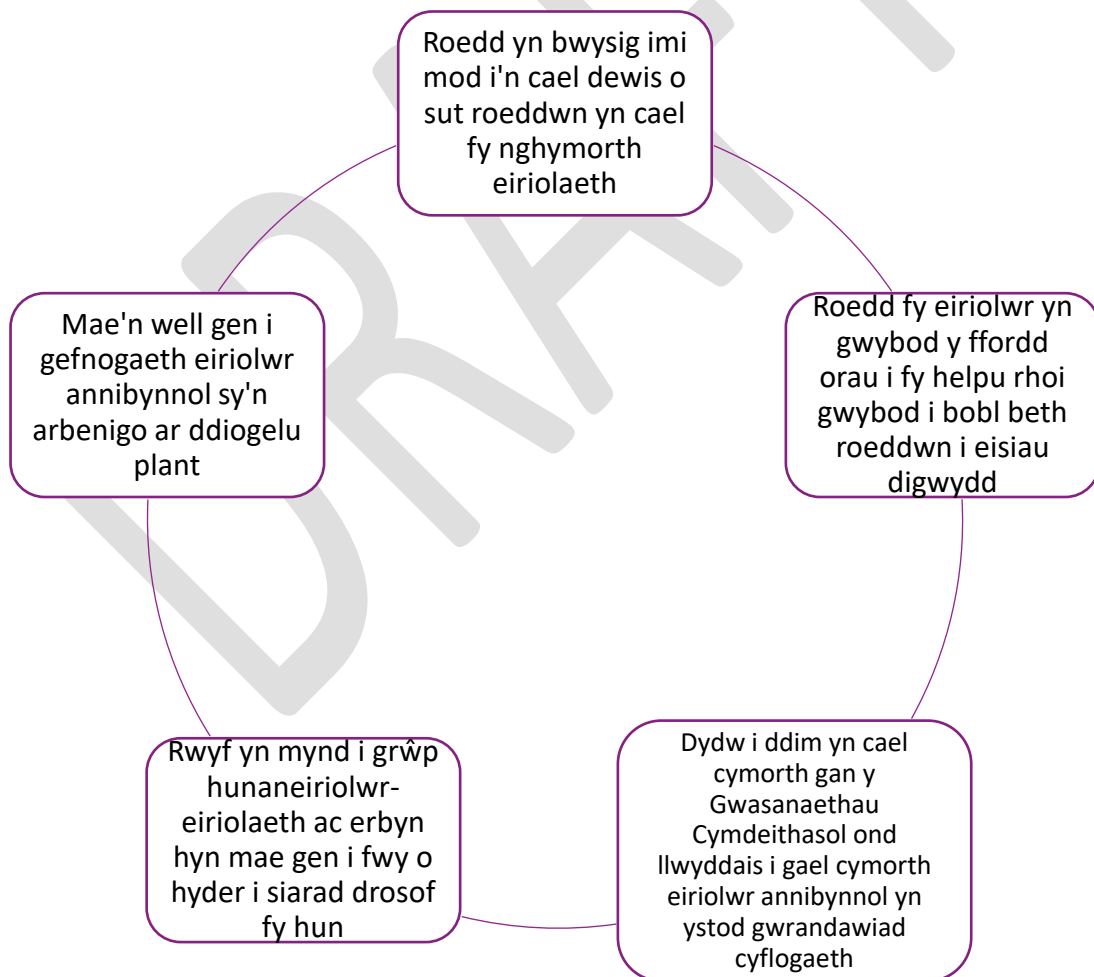 Roedd yn bwysig imi
mod i'n cael dewis o
sut roeddwn yn cael
fy nghymorth
eiriolaeth
Roedd fy eiriolwr yn
gwybod y ffordd
orau i fy helpu rhoi
gwybod i bobl beth
roeddwn i eisiau
digwydd
Dydw i ddim yn cael
cymorth gan y
Gwasanaethau
Cymdeithasol ond
llwyddais i gael cymorth
eiriolwr annibynnol yn
ystod gwrandawiad
cyflogaeth
Rwyf yn mynd i grŵp
hunaneiriolwr-
eiriolaeth ac erbyn
hyn mae gen i fwy o
hyder i siarad drosof
fy hun
Mae'n well gen i
gefnogaeth eiriolwr
annibynnol sy'n
arbenigo ar ddiogelu
plant